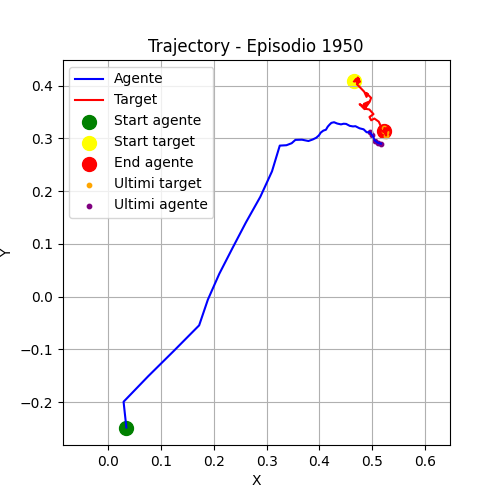 Trajectory - Episodio 1950
Agente
Target
Start agente
Start target
End agente
Ultimi target
Ultimi agente
0.4
0.3
0.2
0.1
0.0
−0.1
−0.2
Y
0.0 0.1 0.2 0.3 0.4 0.5 0.6
X